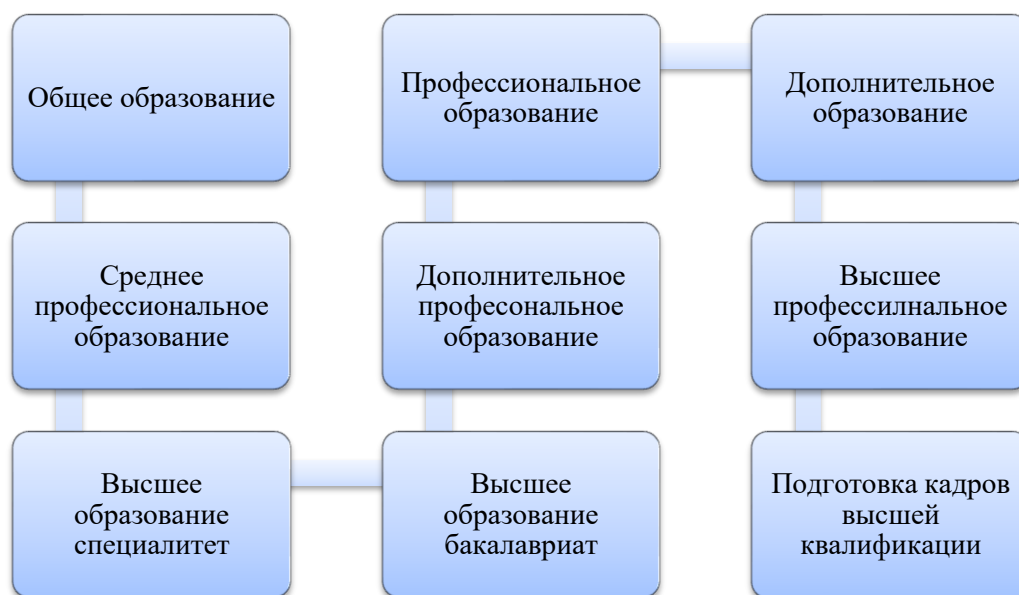 Общее образование
Среднее
профессиональное
образование
Высшее
образование
специалитет
Высшее
образование
бакалавриат
Дополнительное
професональное
образование
Профессиональное
образование
Дополнительное
образование
Высшее
профессилнальное
образование
Подготовка кадров
высшей
квалификации